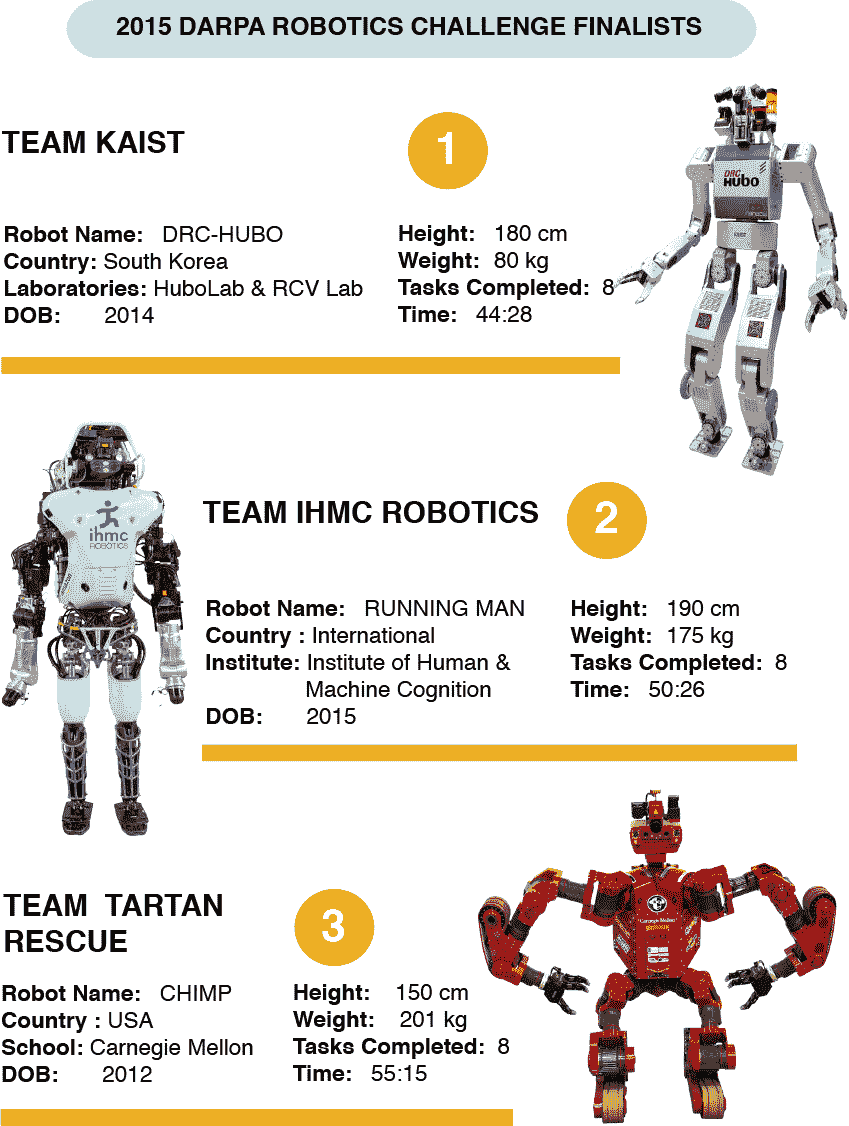 2015 DARPA ROBOTICS CHALLENGE FINALISTS
TEAM KAIST
1
Robot Name: DRC-HUBO
Country: South Korea
Laboratories: HuboLab & RCV Lab
DOB: 2014
Height: 180 cm
Weight: 80 kg
Tasks Completed: 8
Time: 44:28
DRC
HUbo
ihmc
ROBOTICS
TEAM IHMC ROBOTICS
2
Robot Name: RUNNING MAN
Country : International
Institute: Institute of Human &
Machine Cognition
DOB: 2015
Height: 190 cm
Weight: 175 kg
Tasks Completed: 8
Time: 50:26
TEAM TARTAN
RESCUE
3
Robot Name: CHIMP
Country : USA
School: Carnegie Mellon
DOB: 2012
Height: 150 cm
Weight: 201 kg
Tasks Completed: 8
Time: 55:15
Carnegie Mellon